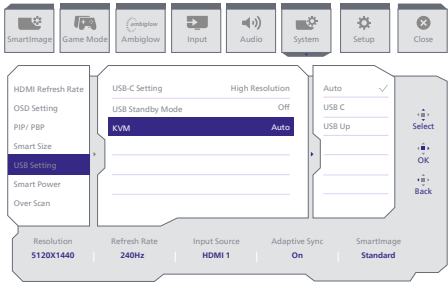 SmartImage
Game Mode
ambiglow
Ambiglow
Input
Audio
System
Setup
Close
HDMI Refresh Rate
OSD Setting
PIP/ PBP
Smart Size
USB Setting
Smart Power
Over Scan
USB-C Setting High Resolution
USB Standby Mode Off
KVM Auto
Auto
USB C
USB Up
Select
OK
Back
Resolution Refresh Rate Input Source Adaptive Sync SmartImage
5120X1440 240Hz HDMI 1 On Standard